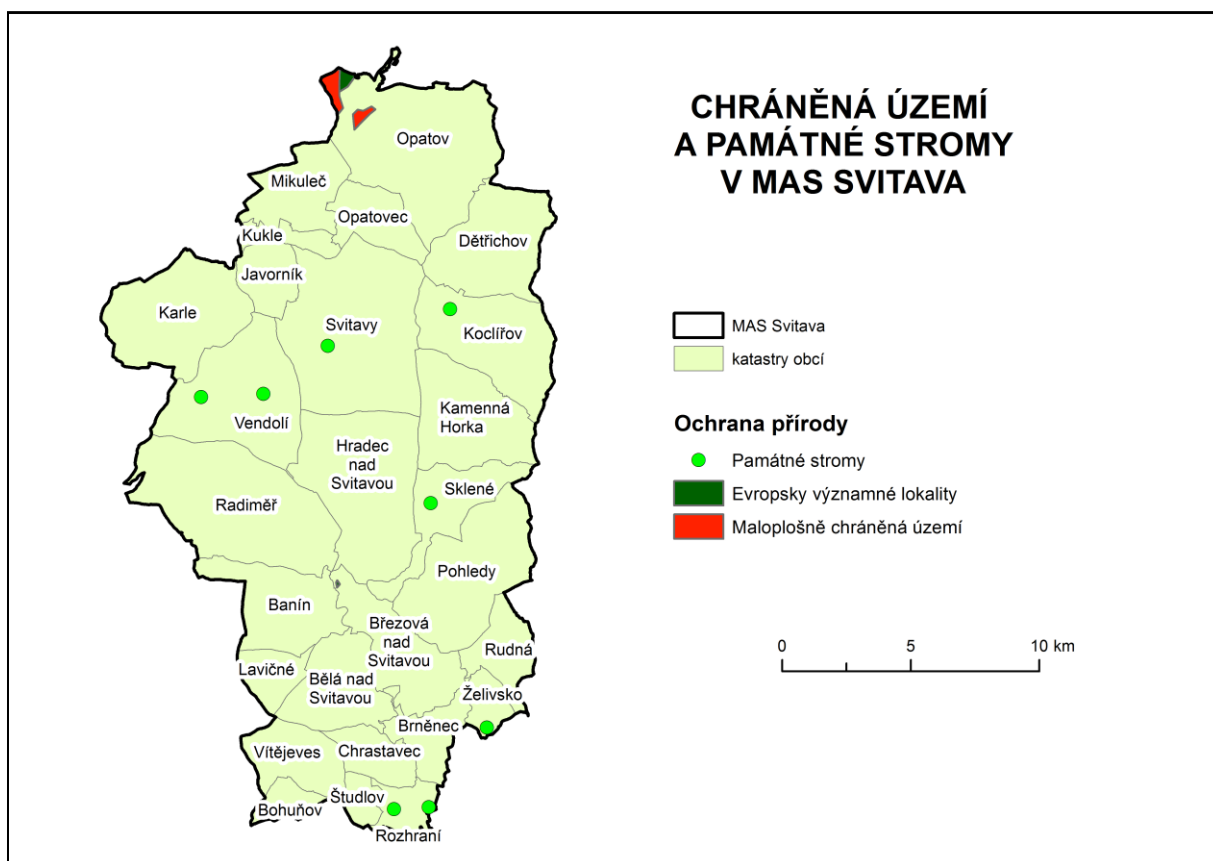 CHRÁNĚNÁ ÚZEMÍ
A PAMÁTNÉ STROMY
V MAS SVITAVA
Opatov
Mikuleč
Opatovec
Kukle
Dětřichov
Javorník
Karle
Svitavy
Koclířov
Vendolí
Kamenná
Horka
Hradec
nad
Svitavou
Sklené
Radiměř
Pohledy
Banín
Březová
nad
Svitavou
Rudná
Lavičné
Bělá nad
Svitavou
Želivsko
Brněnec
Vítějeves
Chrastavec
Študlov
Bohuňov
Rozhraní
MAS Svitava
katastry obcí
Ochrana přírody
Památné stromy
Evropsky významné lokality
Maloplošně chráněná území
0 5 10 km